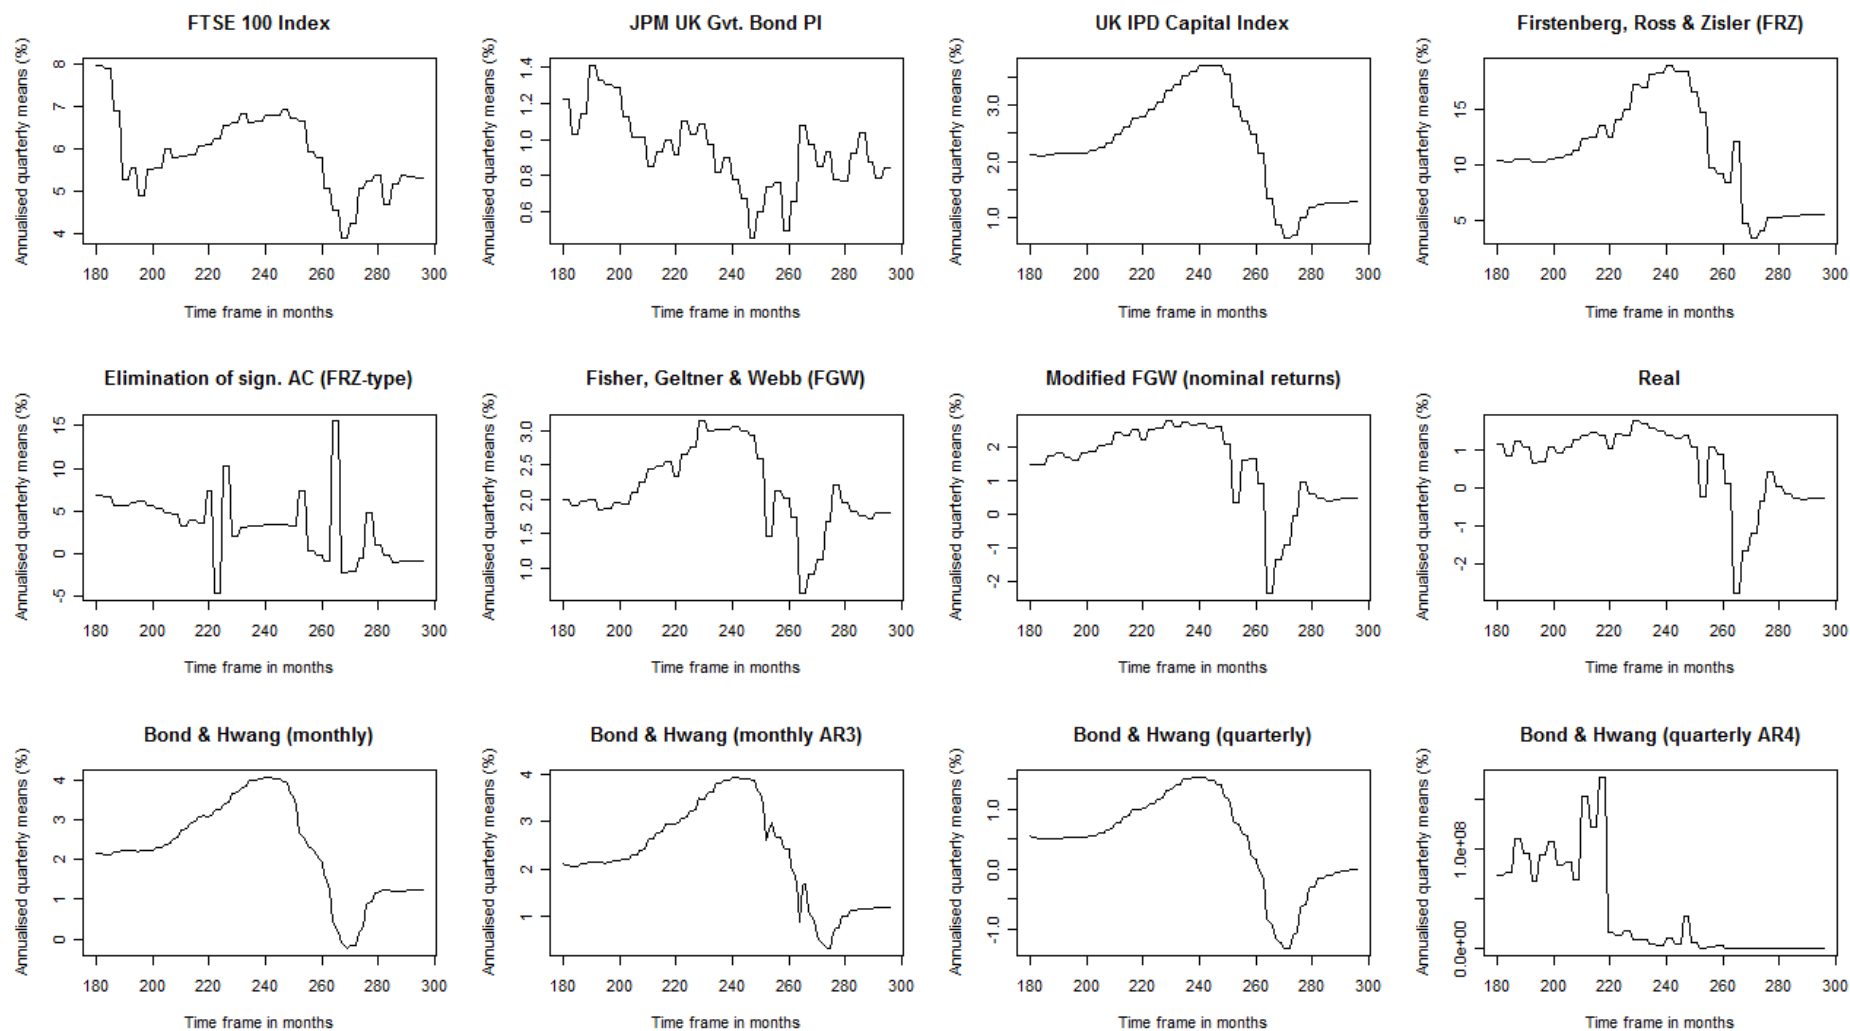 FTSE 100 Index
Annualised quarterly means (%)
4 5 6 7 8
180 200 220 240 260 280 300
Time frame in months
JPM UK Gvt. Bond PI
Annualised quarterly means (%)
0.6 0.8 1.0 1.2 1.4
180 200 220 240 260 280 300
Time frame in months
UK IPD Capital Index
Annualised quarterly means (%)
1.0 2.0 3.0
180 200 220 240 260 280 300
Time frame in months
Firstenberg, Ross & Zisler (FRZ)
Annualised quarterly means (%)
5 10 15
180 200 220 240 260 280 300
Time frame in months
Elimination of sign. AC (FRZ-type)
Annualised quarterly means (%)
-5 0 5 10 15
180 200 220 240 260 280 300
Time frame in months
Fisher, Geltner & Webb (FGW)
Annualised quarterly means (%)
1.0 1.5 2.0 2.5 3.0
180 200 220 240 260 280 300
Time frame in months
Modified FGW (nominal returns)
Annualised quarterly means (%)
-2 -1 0 1 2
180 200 220 240 260 280 300
Time frame in months
Real
Annualised quarterly means (%)
-2 -1 0 1
180 200 220 240 260 280 300
Time frame in months
Bond & Hwang (monthly)
Annualised quarterly means (%)
0 1 2 3 4
180 200 220 240 260 280 300
Time frame in months
Bond & Hwang (monthly AR3)
Annualised quarterly means (%)
1 2 3 4
180 200 220 240 260 280 300
Time frame in months
Bond & Hwang (quarterly)
Annualised quarterly means (%)
-1.0 0.0 1.0
180 200 220 240 260 280 300
Time frame in months
Bond & Hwang (quarterly AR4)
Annualised quarterly means (%)
0.0e+00 1.0e+08
180 200 220 240 260 280 300
Time frame in months